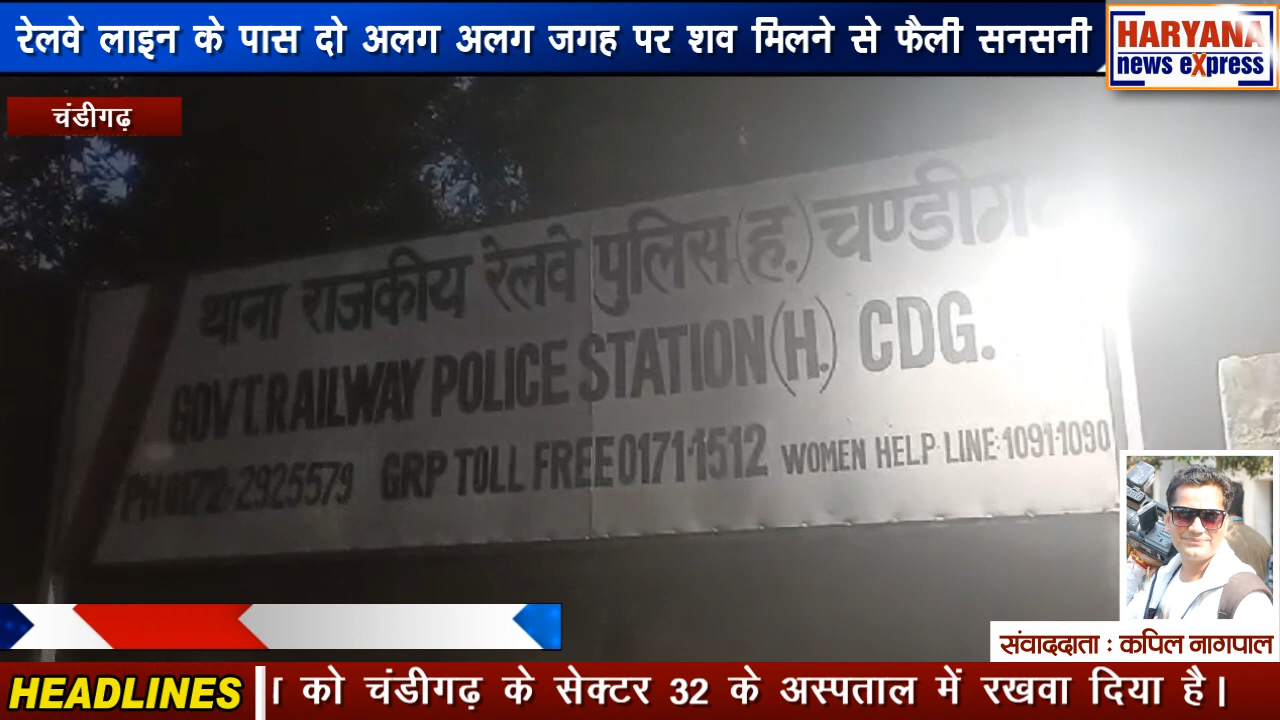 रेलवे लाइन के पास दो अलग अलग जगह पर शव मिलने से फैली सनसनी
HARYANA
news eXpress
चंडीगढ़
थाना राजकीय रेलवे पुलिस (ह.)
GOVT.RAILWAY POLICE STATION (H.) CDG.
PH 0172-2925579 GRP TOLL FREE 01711-1512 WOMEN HELP LINE:1091-1090
संवाददाता : कपिल नागपाल
HEADLINES
को चंडीगढ़ के सेक्टर 32 के अस्पताल में रखवा दिया है।